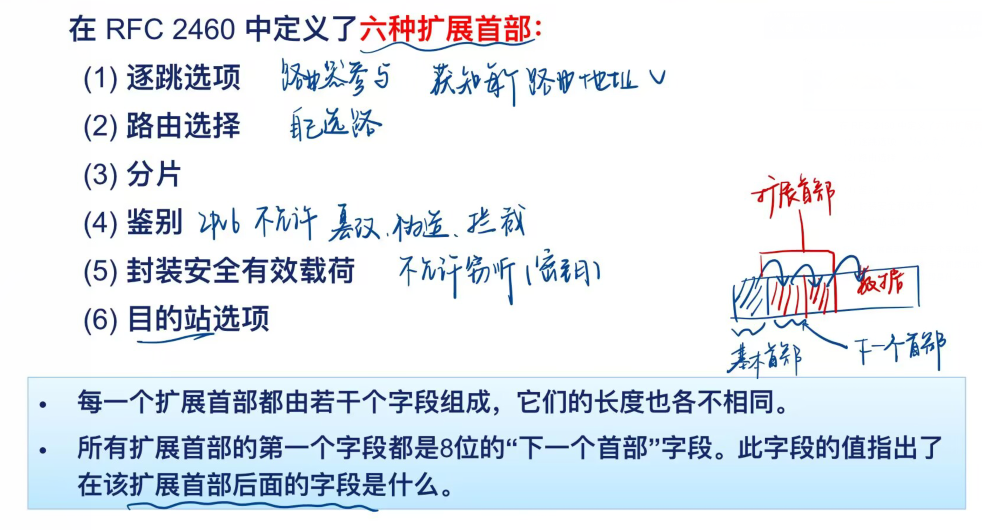 在 RFC 2460 中定义了六种扩展首部：
(1) 逐跳选项 路由器参与 获知每个路由地址 ✓
(2) 路由选择 自己选路
(3) 分片
(4) 鉴别 不允许 篡改、伪造、拦截
(5) 封装安全有效载荷 不允许窃听(密钥)
(6) 目的站选项
扩展首部
数据
基本首部
下一个首部
• 每一个扩展首部都由若干个字段组成，它们的长度也各不相同。
• 所有扩展首部的第一个字段都是8位的“下一个首部”字段。此字段的值指出了
在该扩展首部后面的字段是什么。